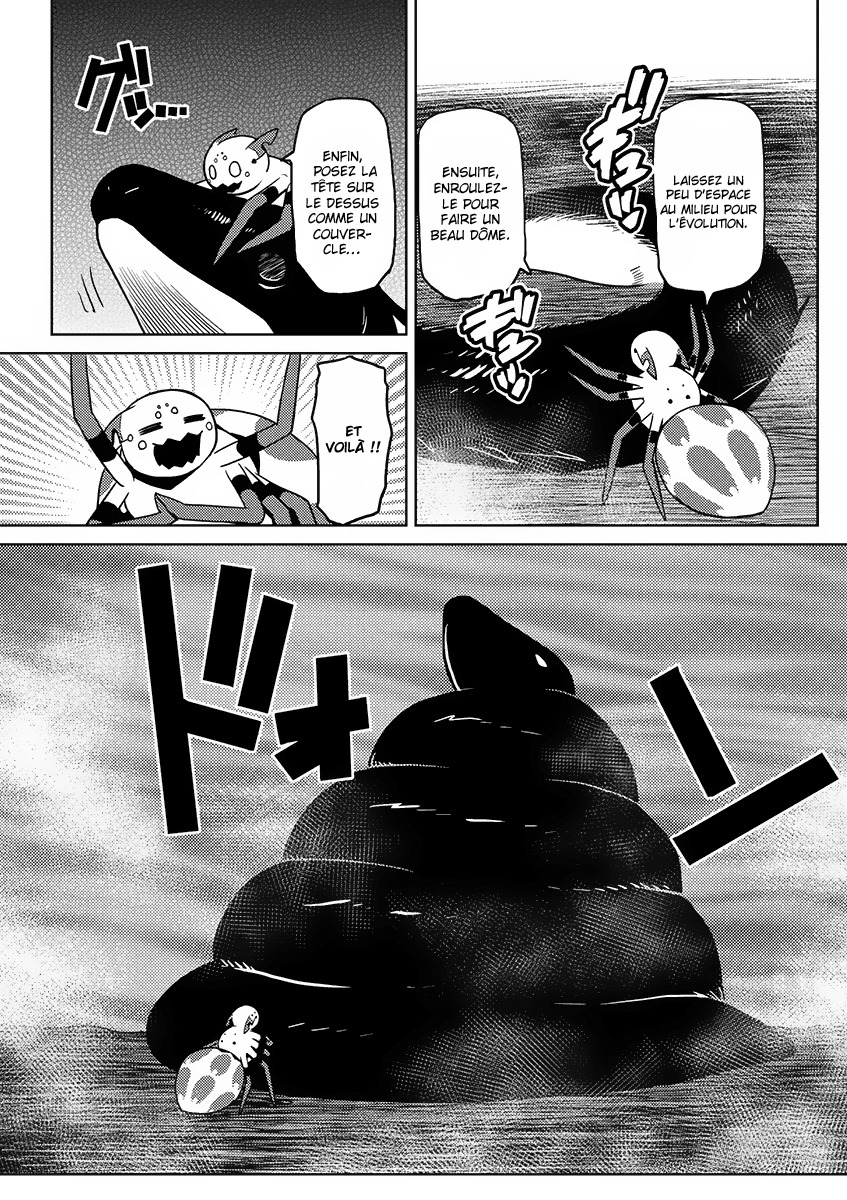 LAISSEZ UN
PEU D'ESPACE
AU MILIEU POUR
L'ÉVOLUTION.
ギュッ
ENSUITE,
ENROULEZ-
LE POUR
FAIRE UN
BEAU DÔME.
ギュッ
ENFIN,
POSEZ LA
TÊTE SUR
LE DESSUS
COMME UN
COUVER-
CLE...
グッ…
ET
VOILÀ !!
ドォーン